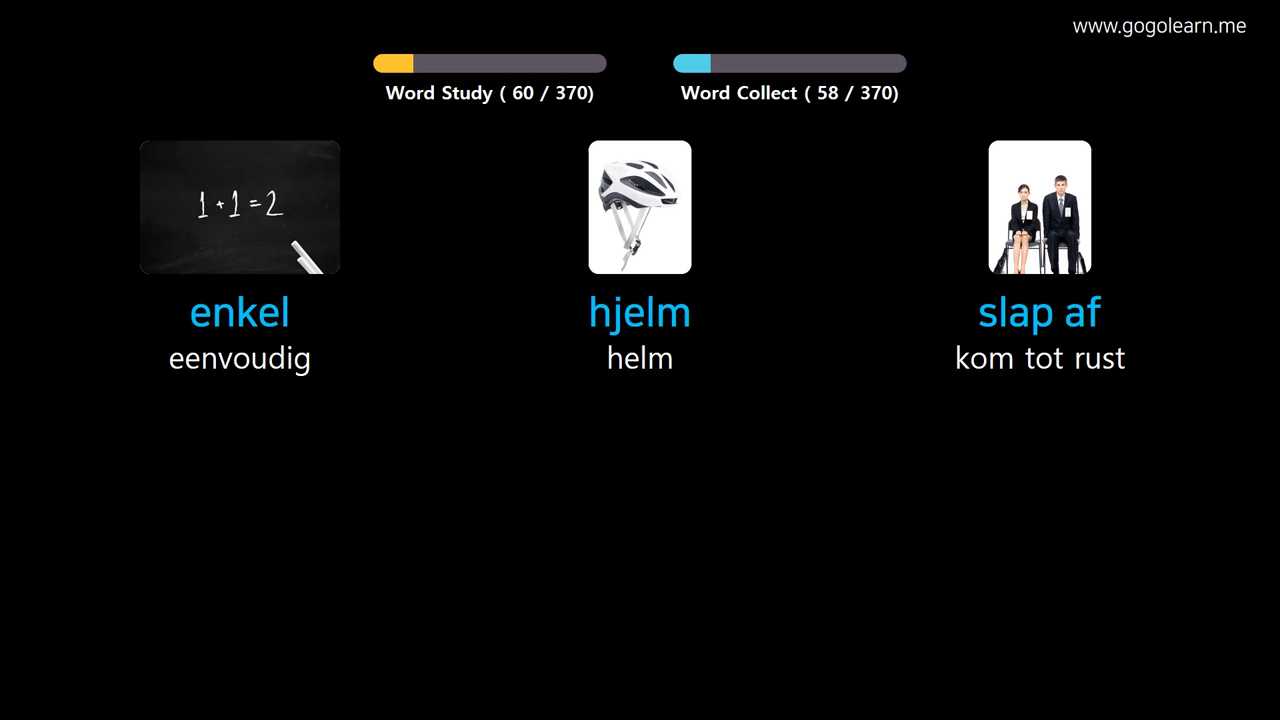 www.gogolearn.me
Word Study ( 60 / 370)
Word Collect ( 58 / 370)
1 + 1 = 2
enkel
hjelm
slap af
eenvoudig
helm
kom tot rust